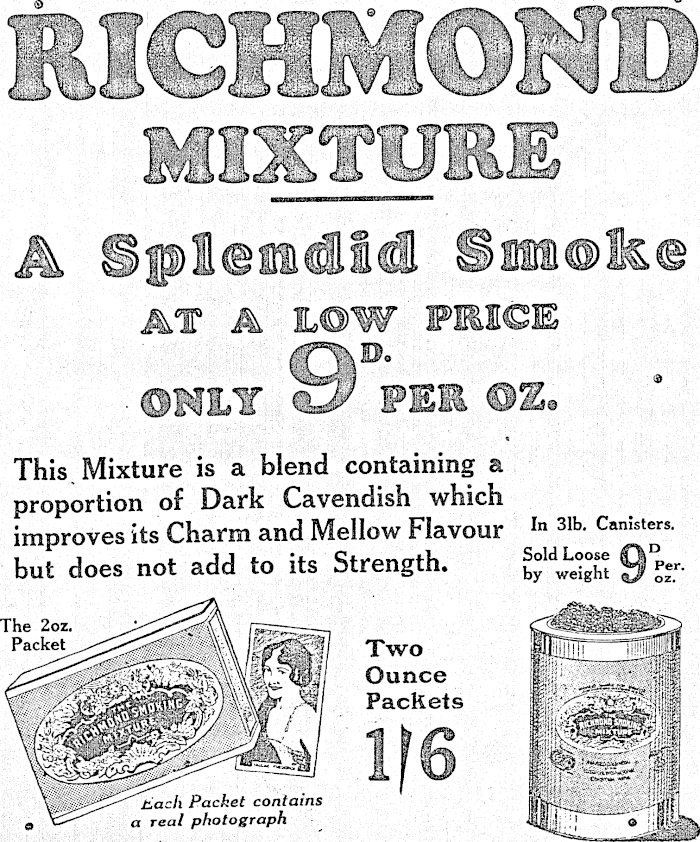 RICHMOND
MIXTURE
A Splendid Smoke
AT A LOW PRICE
ONLY 9D. PER OZ.
This Mixture is a blend containing a
proportion of Dark Cavendish which
improves its Charm and Mellow Flavour
but does not add to its Strength.
In 3lb. Canisters.
Sold Loose
by weight 9D Per. oz.
The 2oz.
Packet
RICHMOND SMOKING
MIXTURE
Two
Ounce
Packets
1/6
Each Packet contains
a real photograph
RICHMOND SMOKING
MIXTURE